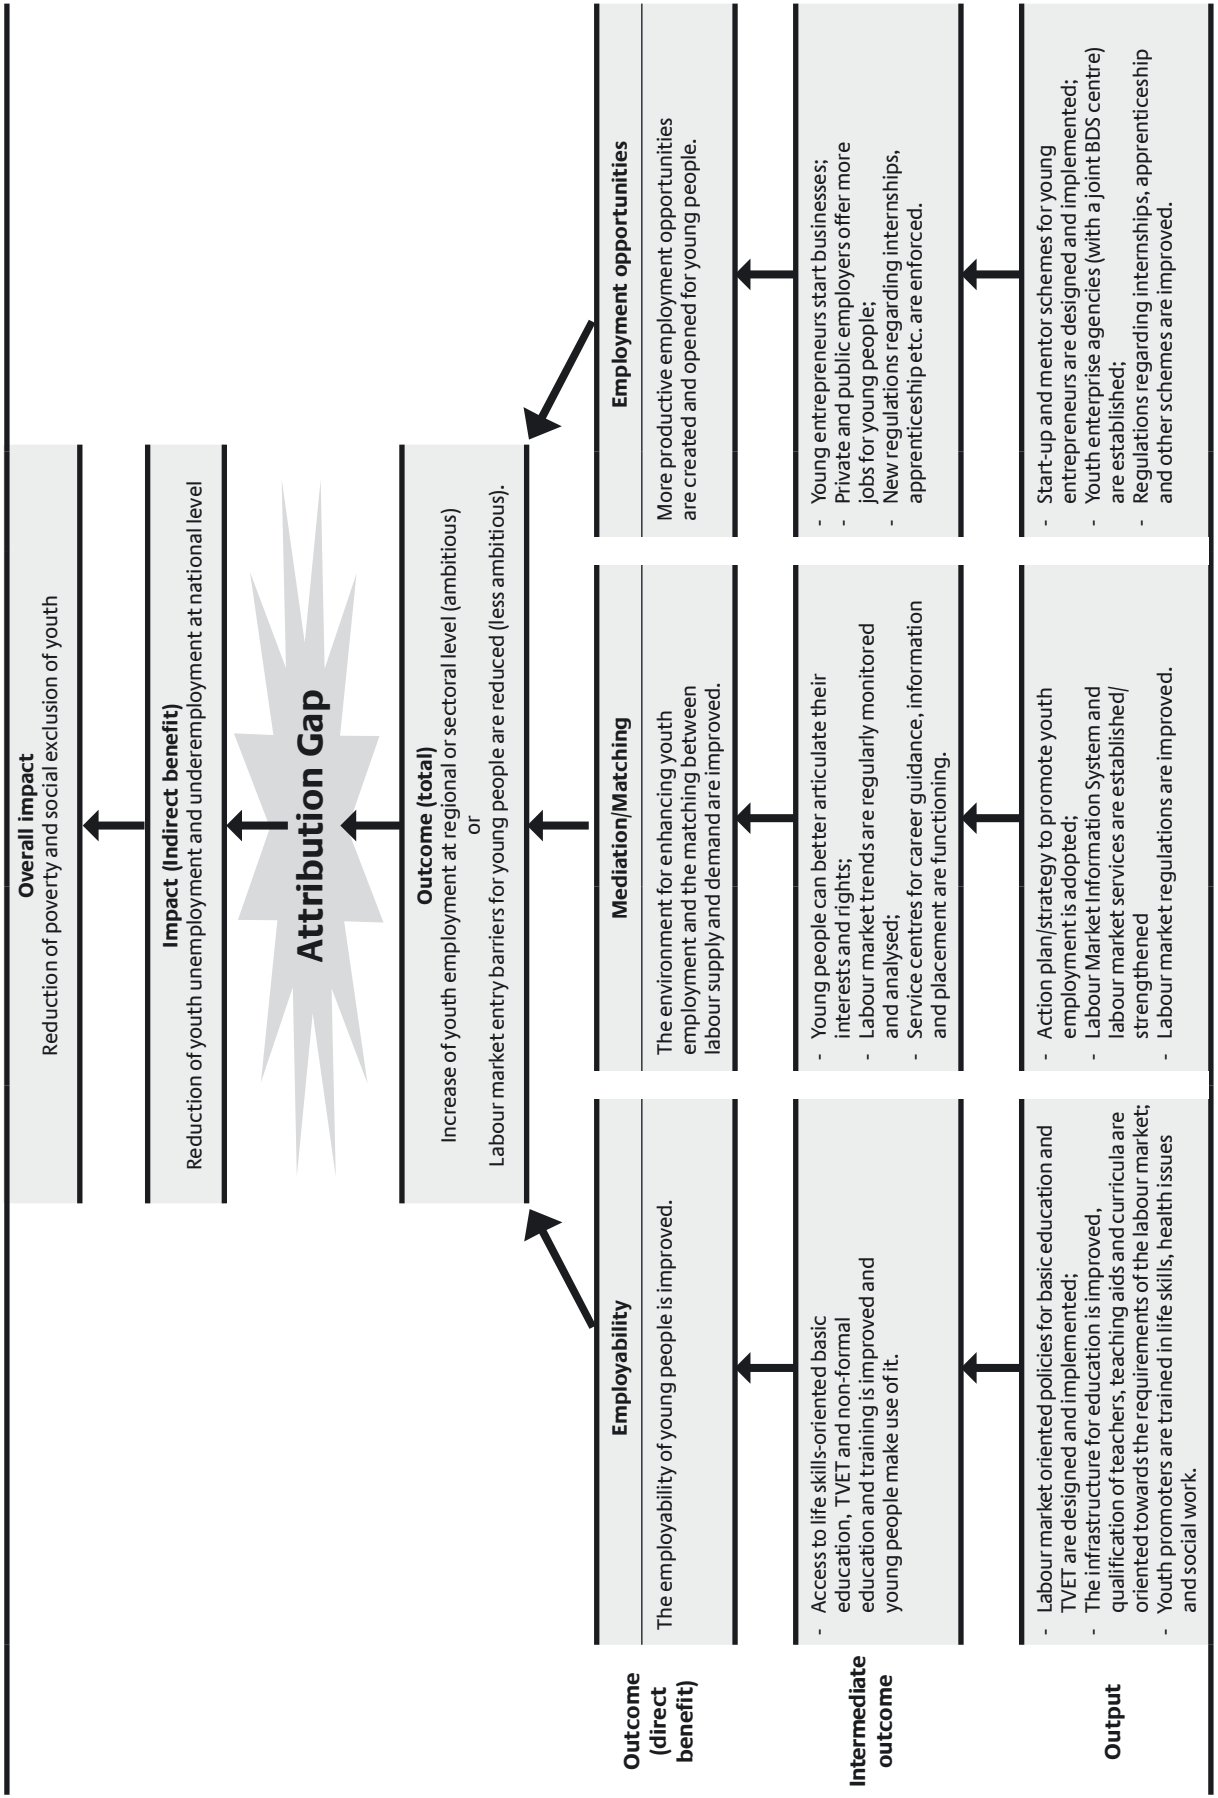 Overall impact
Reduction of poverty and social exclusion of youth
Impact (Indirect benefit)
Reduction of youth unemployment and underemployment at national level
Attribution Gap
Outcome (total)
Increase of youth employment at regional or sectoral level (ambitious)
or
Labour market entry barriers for young people are reduced (less ambitious).
Outcome
(direct
benefit)
Employability
The employability of young people is improved.
Mediation/Matching
The environment for enhancing youth
employment and the matching between
labour supply and demand are improved.
Employment opportunities
More productive employment opportunities
are created and opened for young people.
Intermediate
outcome
- Access to life skills-oriented basic
education, TVET and non-formal
education and training is improved and
young people make use of it.
- Young people can better articulate their
interests and rights;
- Labour market trends are regularly monitored
and analysed;
- Service centres for career guidance, information
and placement are functioning.
- Young entrepreneurs start businesses;
- Private and public employers offer more
jobs for young people;
- New regulations regarding internships,
apprenticeship etc. are enforced.
Output
- Labour market oriented policies for basic education and
TVET are designed and implemented;
- The infrastructure for education is improved,
qualification of teachers, teaching aids and curricula are
oriented towards the requirements of the labour market;
- Youth promoters are trained in life skills, health issues
and social work.
- Action plan/strategy to promote youth
employment is adopted;
- Labour Market Information System and
labour market services are established/
strengthened
- Labour market regulations are improved.
- Start-up and mentor schemes for young
entrepreneurs are designed and implemented;
- Youth enterprise agencies (with a joint BDS centre)
are established;
- Regulations regarding internships, apprenticeship
and other schemes are improved.